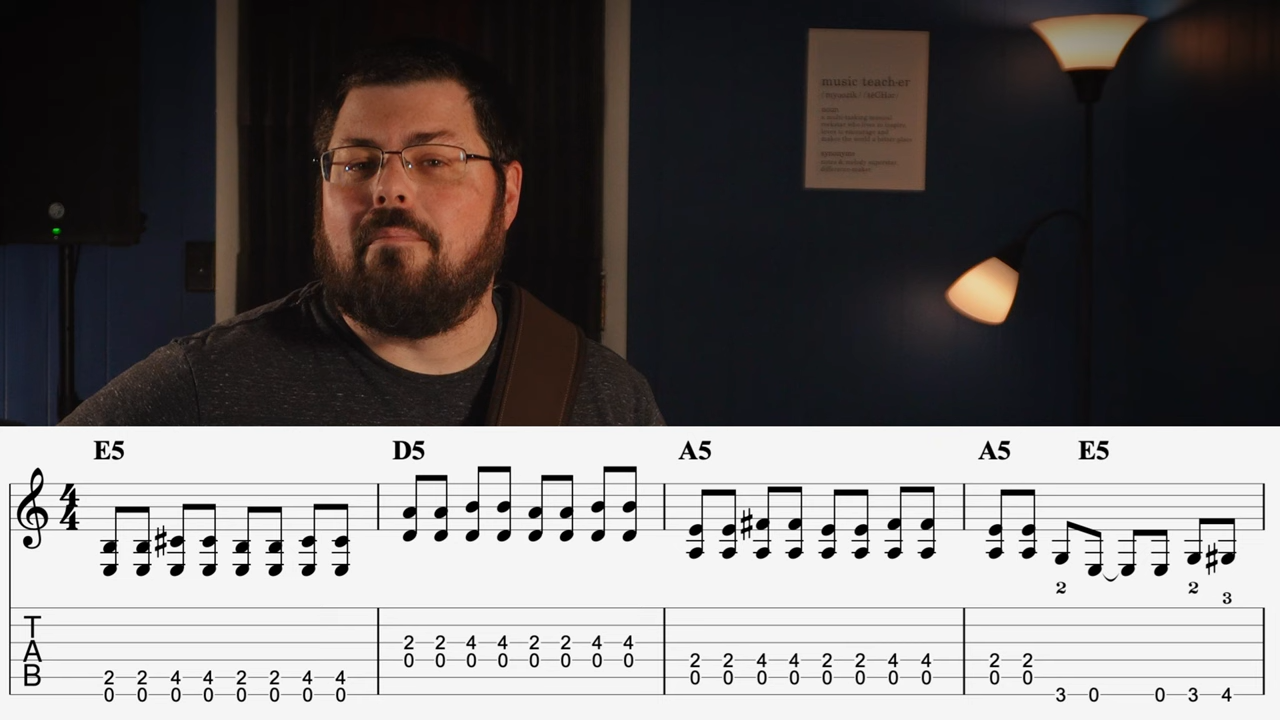 music teach·er
E5 D5 A5 A5 E5
4
4
2 2
3
T
A
B
2 2 4 4 2 2 4 4
0 0 0 0 0 0 0 0
2 2 4 4 2 2 4 4
0 0 0 0 0 0 0 0
2 2 4 4 2 2 4 4
0 0 0 0 0 0 0 0
2 2
0 0
3 0 0 3 4